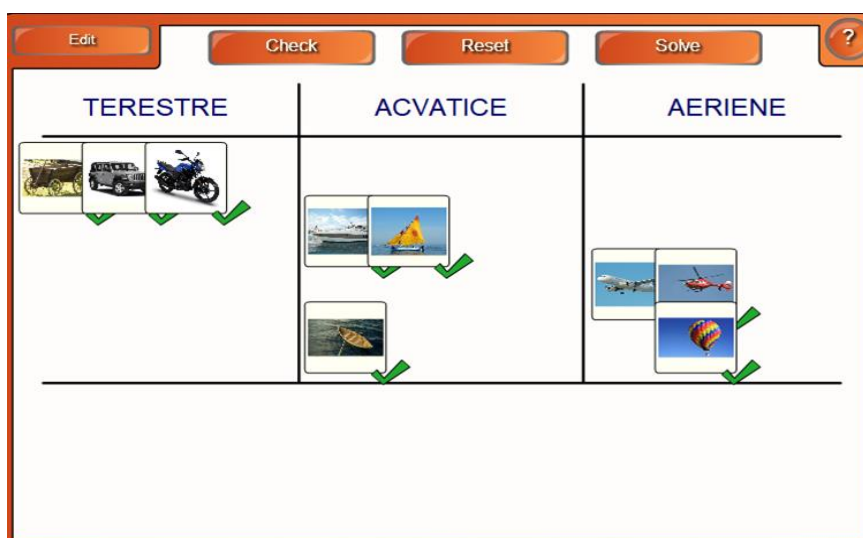 Edit
Check
Reset
Solve
?
TERESTRE
ACVATICE
AERIENE